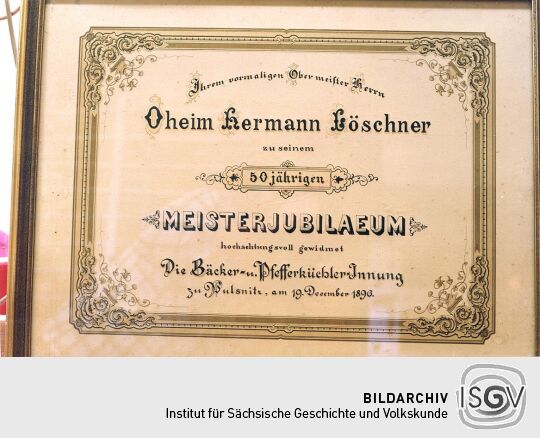 Ihrem vormaligen Obermeister Herrn
Oheim Hermann Löschner
zu seinem
50 jährigen
MEISTERJUBILAEUM
hochachtungsvoll gewidmet
Die Bäcker- u. Pfefferküchler-Innung
zu Pulsnitz, am 19. December 1896.
BILDARCHIV
Institut für Sächsische Geschichte und Volkskunde
ISGV